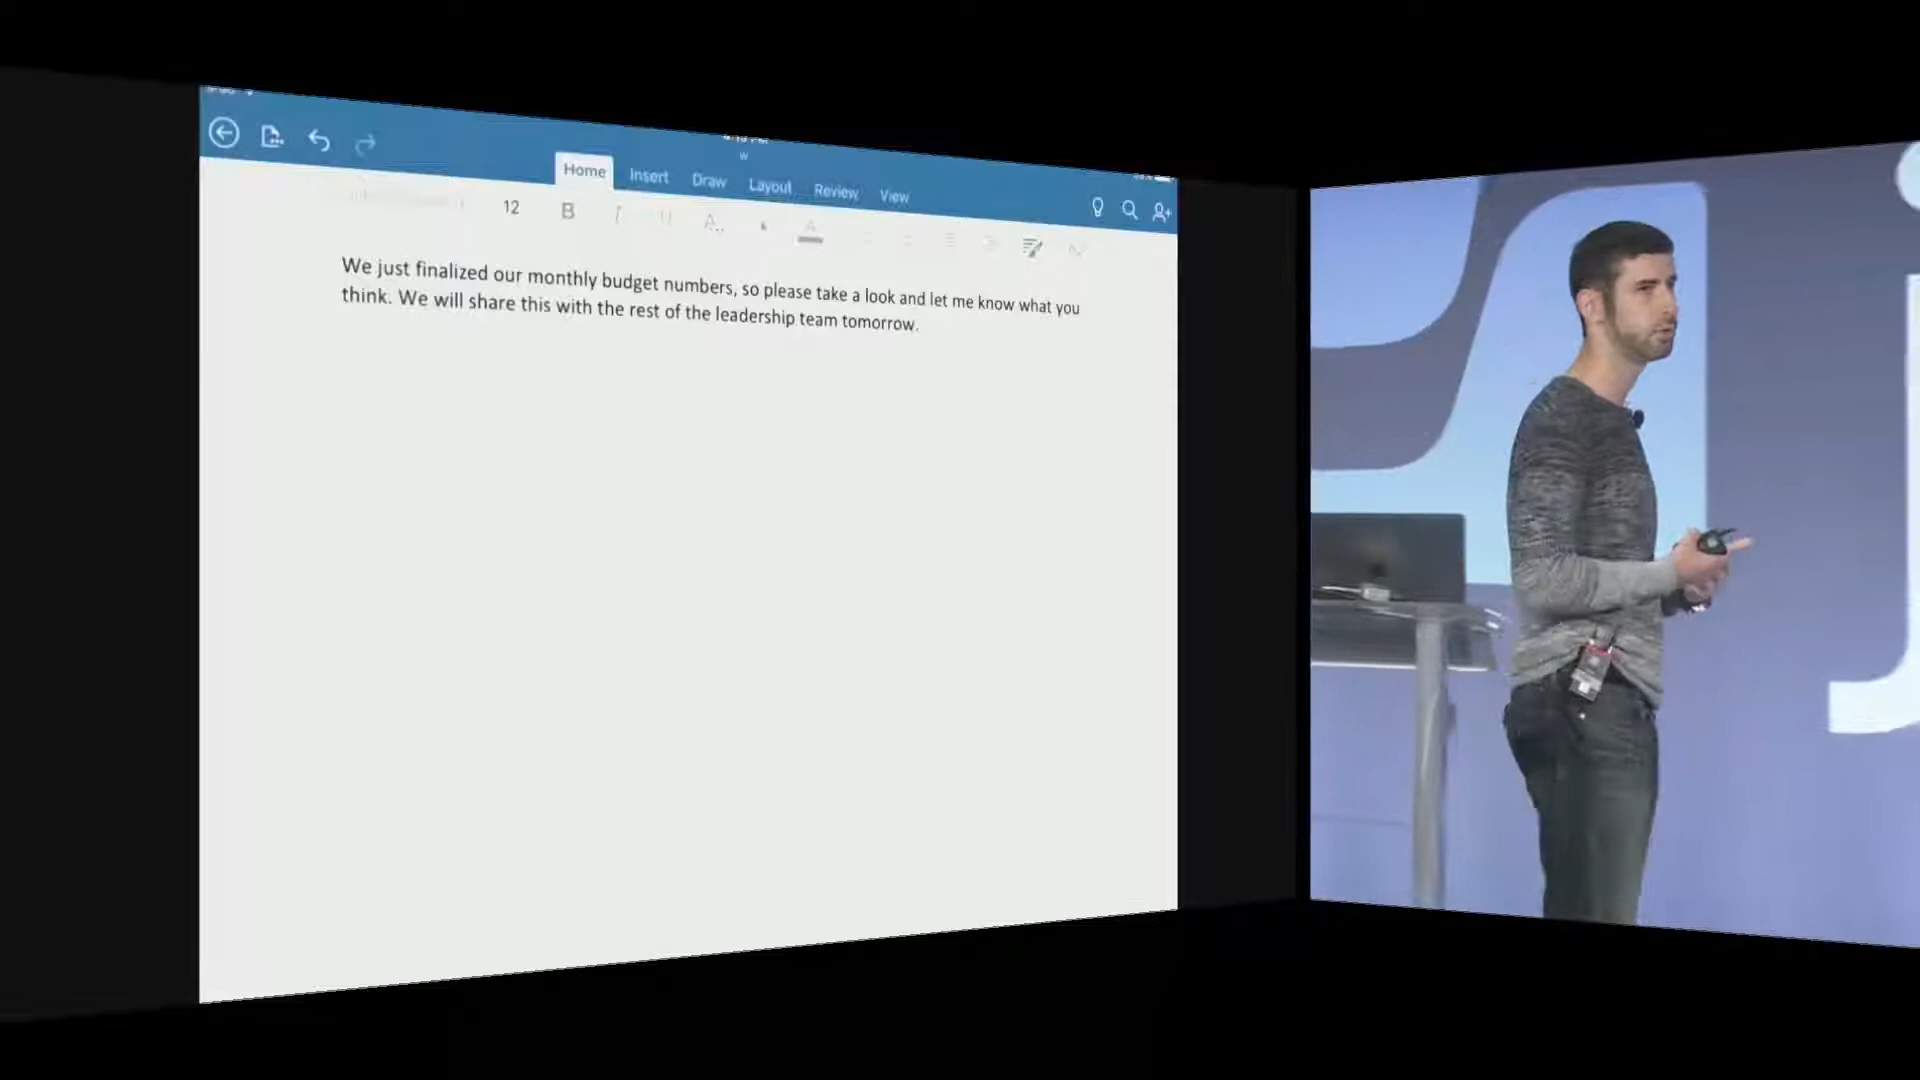 Home Insert Draw Layout Review View
12 B I U A
We just finalized our monthly budget numbers, so please take a look and let me know what you
think. We will share this with the rest of the leadership team tomorrow.